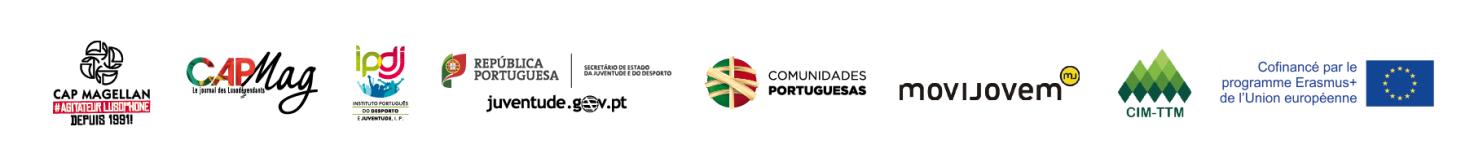 CAP MAGELLAN
#AGITATEUR LUSOPHONE
DEPUIS 1991!
CAPMag
Le journal des Lusodépendants
ipdj
INSTITUTO PORTUGUÊS
DO DESPORTO
E JUVENTUDE, I. P.
REPÚBLICA
PORTUGUESA
SECRETÁRIO DE ESTADO
DA JUVENTUDE E DO DESPORTO
juventude.gov.pt
COMUNIDADES
PORTUGUESAS
movijovem
mj
CIM-TTM
Cofinancé par le
programme Erasmus+
de l'Union européenne